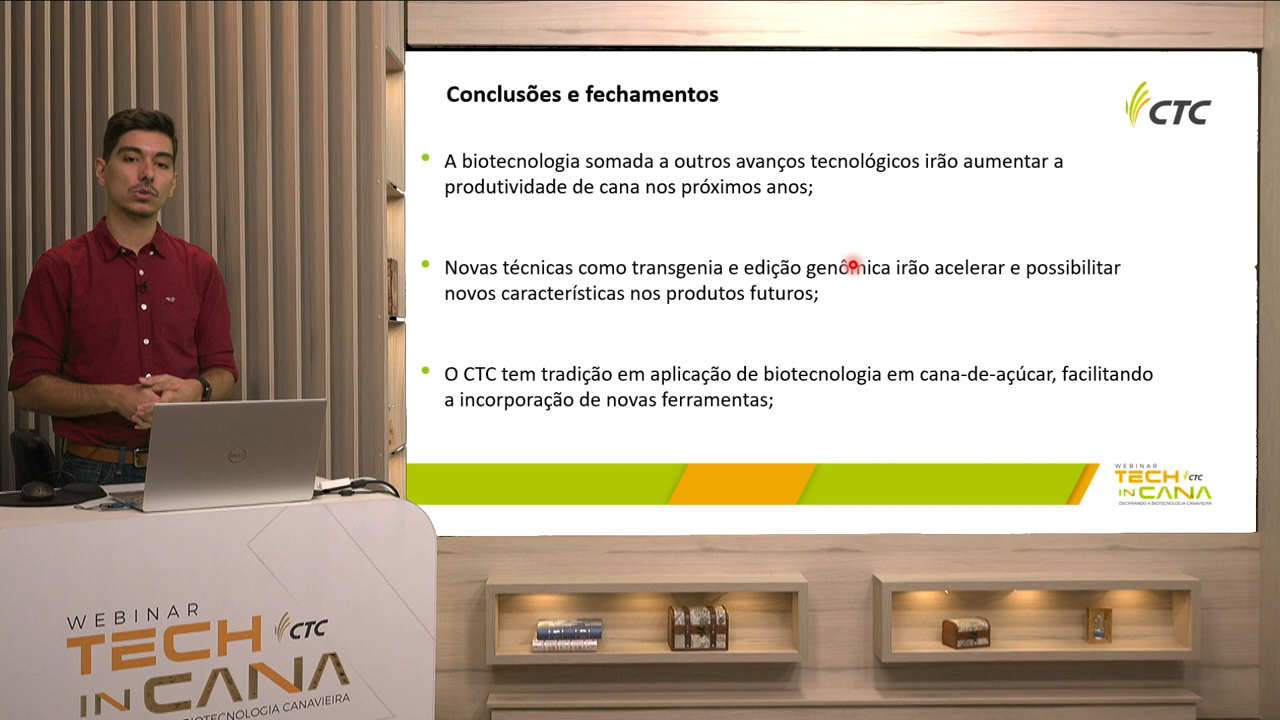 Conclusões e fechamentos
CTC
A biotecnologia somada a outros avanços tecnológicos irão aumentar a
produtividade de cana nos próximos anos;
Novas técnicas como transgenia e edição genômica irão acelerar e possibilitar
novos características nos produtos futuros;
O CTC tem tradição em aplicação de biotecnologia em cana-de-açúcar, facilitando
a incorporação de novas ferramentas;
WEBINAR
TECH CTC
IN CANA
DECIFRANDO A BIOTECNOLOGIA CANAVIEIRA
DELL
WEBINAR
TECH CTC
IN CANA
BIOTECNOLOGIA CANAVIEIRA